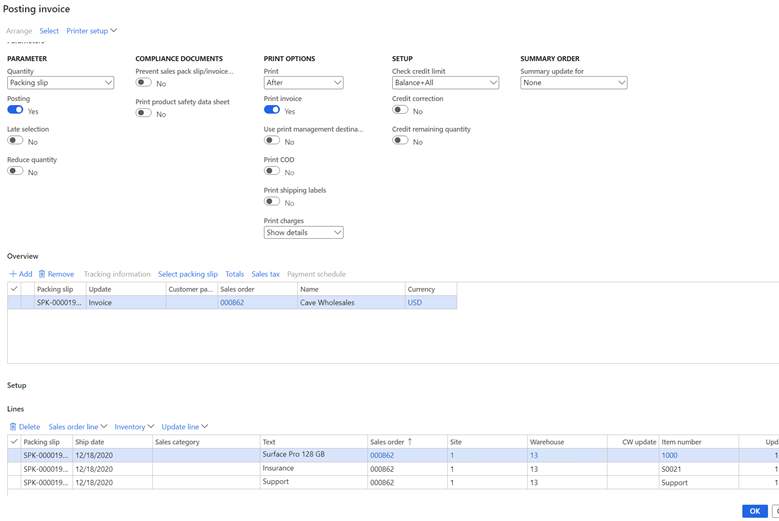 Posting invoice
Arrange Select Printer setup
Parameters
PARAMETER COMPLIANCE DOCUMENTS PRINT OPTIONS SETUP SUMMARY ORDER
Quantity Prevent sales pack slip/invoice... Print Check credit limit Summary update for
Packing slip No After Balance+All None
Posting Print product safety data sheet Print invoice Credit correction
Yes No Yes No
Late selection Use print management destina... Credit remaining quantity
No No No
Reduce quantity Print COD
No No
Print shipping labels
No
Print charges
Show details
Overview
Add Remove Tracking information Select packing slip Totals Sales tax Payment schedule
Packing slip Update Customer pa... Sales order Name Currency
SPK-000019... Invoice 000862 Cave Wholesales USD
Setup
Lines
Delete Sales order line Inventory Update line
Packing slip Ship date Sales category Text Sales order Site Warehouse CW update Item number Upd
SPK-000019... 12/18/2020 Surface Pro 128 GB 000862 1 13 1000 1
SPK-000019... 12/18/2020 Insurance 000862 1 13 S0021 1
SPK-000019... 12/18/2020 Support 000862 1 13 Support 1
OK